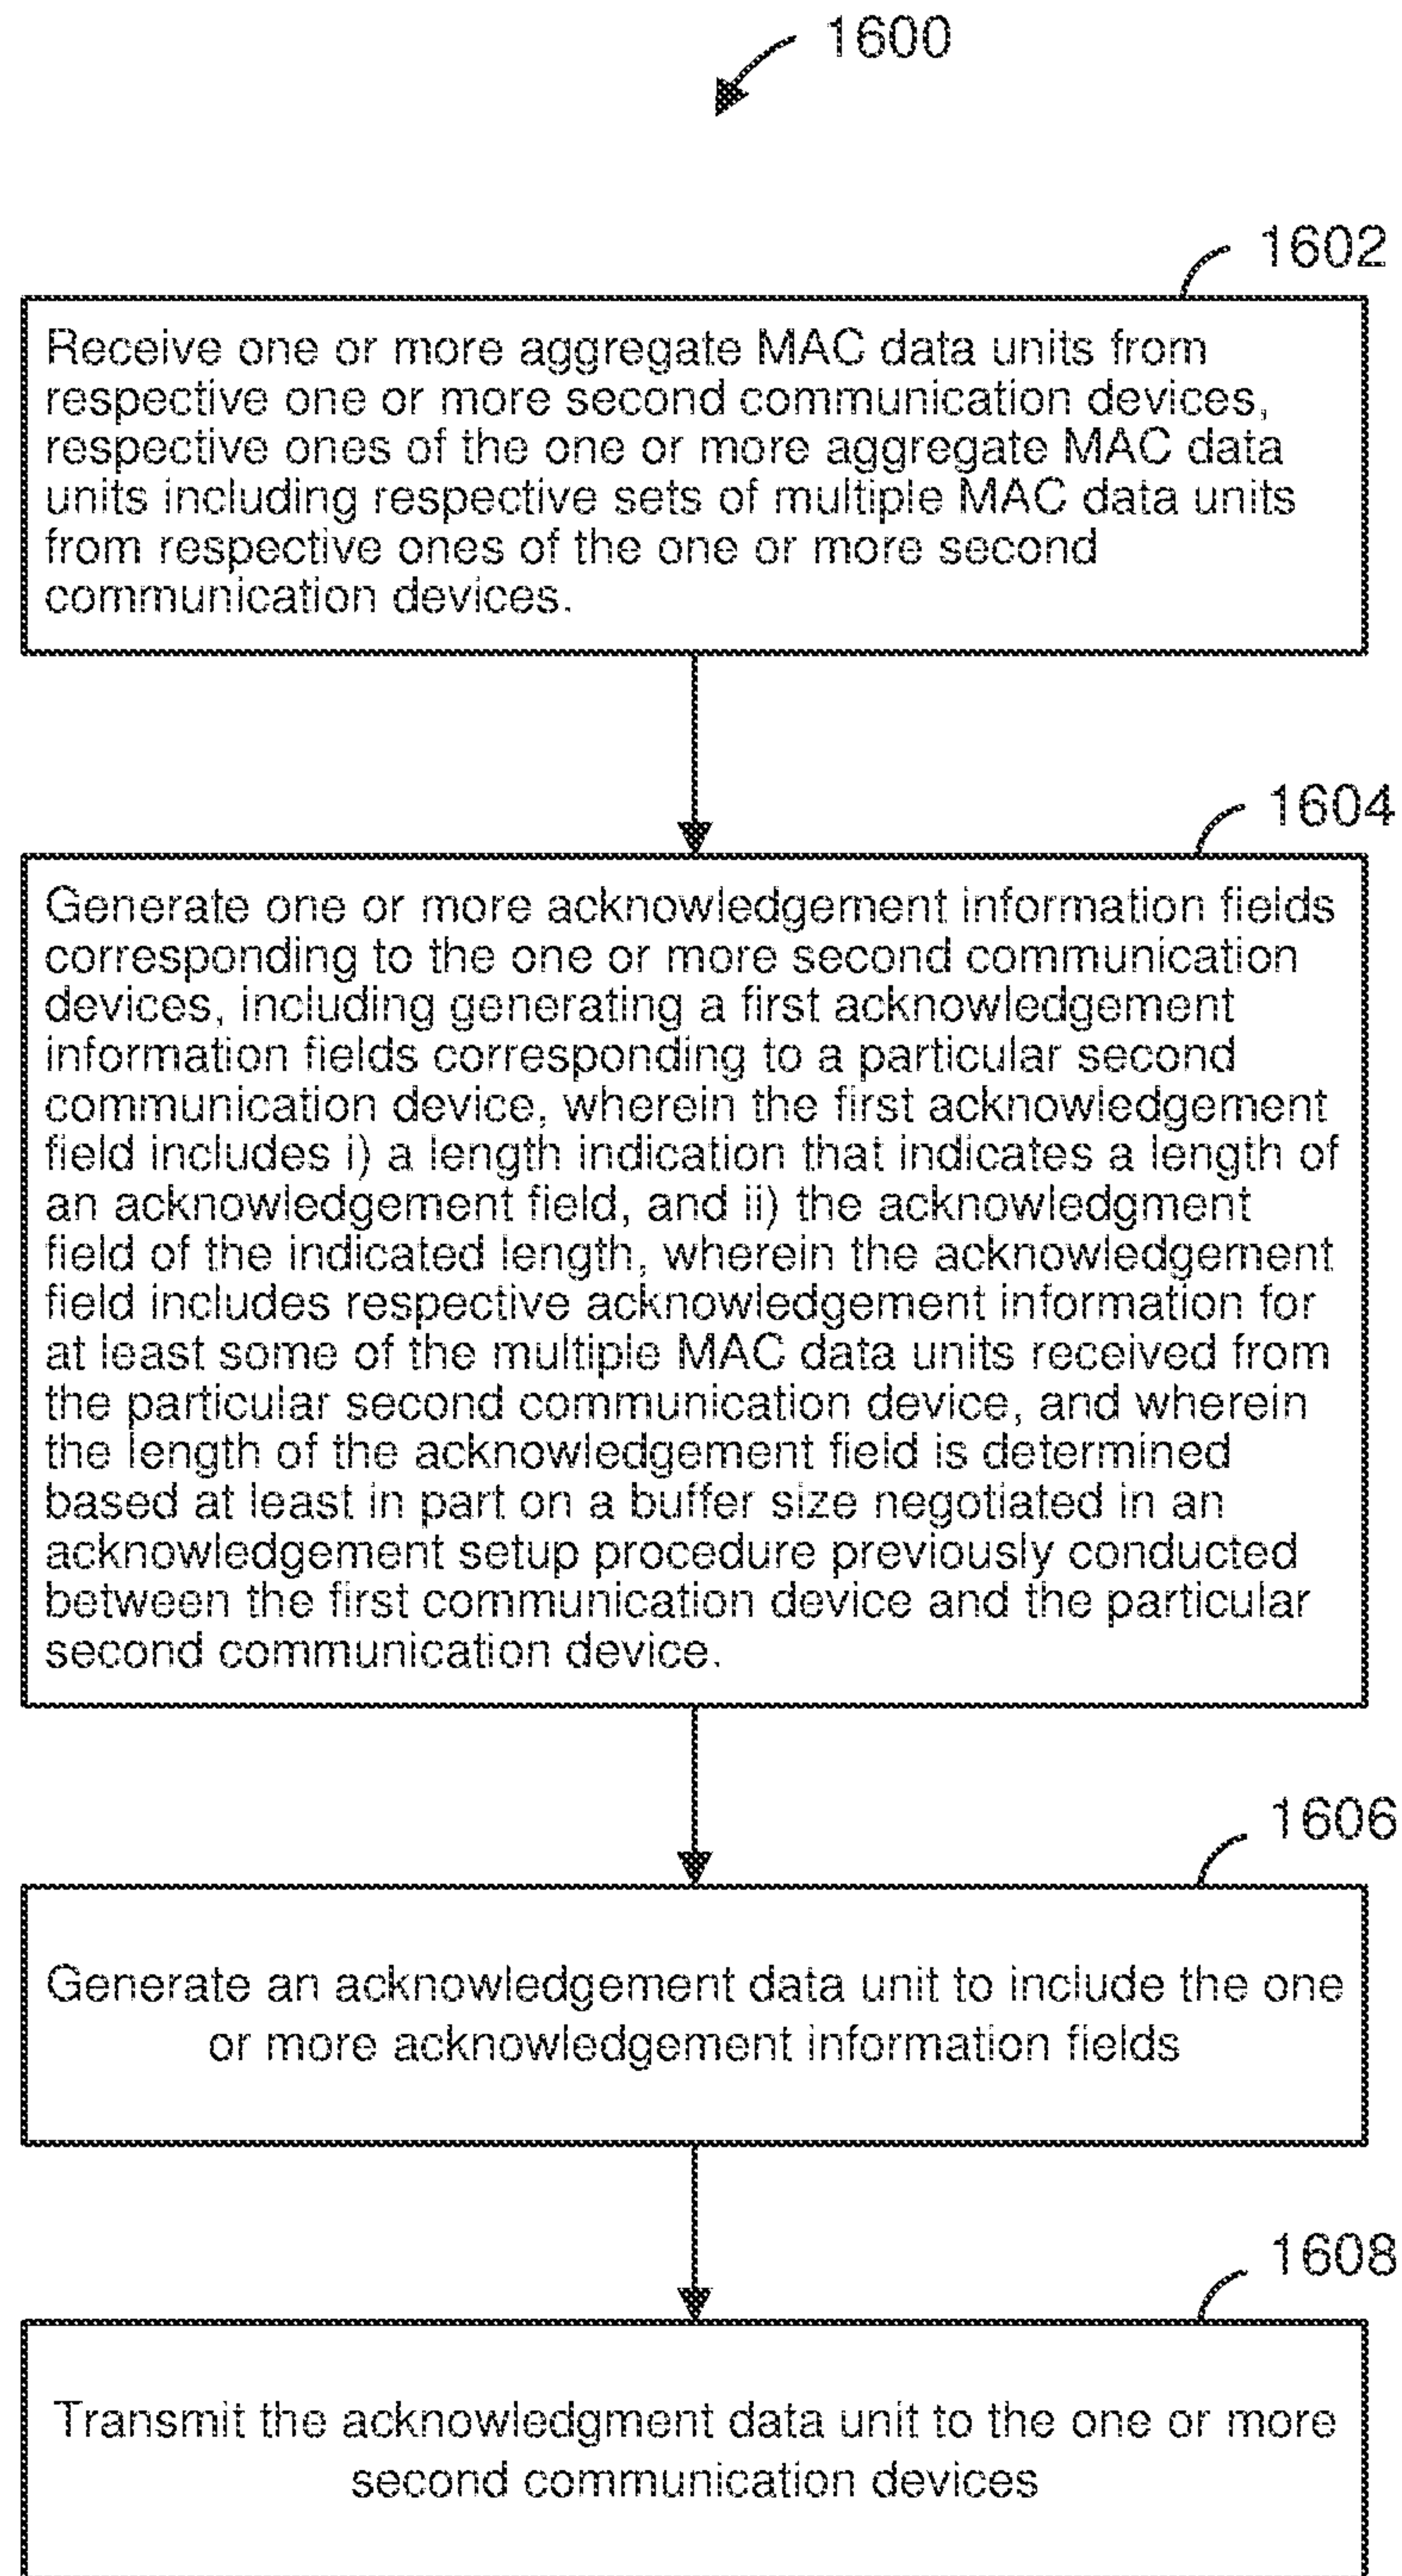 1600
1602
Receive one or more aggregate MAC data units from
respective one or more second communication devices,
respective ones of the one or more aggregate MAC data
units including respective sets of multiple MAC data units
from respective ones of the one or more second
communication devices.
1604
Generate one or more acknowledgement information fields
corresponding to the one or more second communication
devices, including generating a first acknowledgement
information fields corresponding to a particular second
communication device, wherein the first acknowledgement
field includes i) a length indication that indicates a length of
an acknowledgement field, and ii) the acknowledgment
field of the indicated length, wherein the acknowledgement
field includes respective acknowledgement information for
at least some of the multiple MAC data units received from
the particular second communication device, and wherein
the length of the acknowledgement field is determined
based at least in part on a buffer size negotiated in an
acknowledgement setup procedure previously conducted
between the first communication device and the particular
second communication device.
1606
Generate an acknowledgement data unit to include the one
or more acknowledgement information fields
1608
Transmit the acknowledgment data unit to the one or more
second communication devices